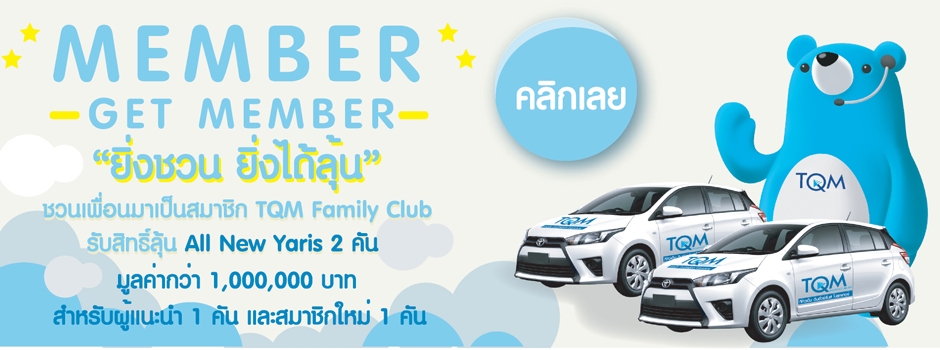 MEMBER
GET MEMBER
“ยิ่งชวน ยิ่งได้ลุ้น”
ชวนเพื่อนมาเป็นสมาชิก TQM Family Club
รับสิทธิ์ลุ้น All New Yaris 2 คัน
มูลค่ากว่า 1,000,000 บาท
สำหรับผู้แนะนำ 1 คัน และสมาชิกใหม่ 1 คัน
คลิกเลย
TQM
TQM
TQM